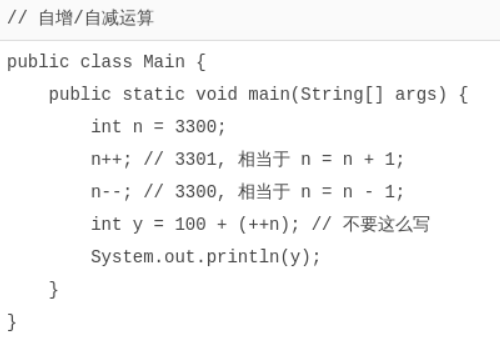 // 自增/自减运算
public class Main {
    public static void main(String[] args) {
        int n = 3300;
        n++; // 3301, 相当于 n = n + 1;
        n--; // 3300, 相当于 n = n - 1;
        int y = 100 + (++n); // 不要这么写
        System.out.println(y);
    }
}